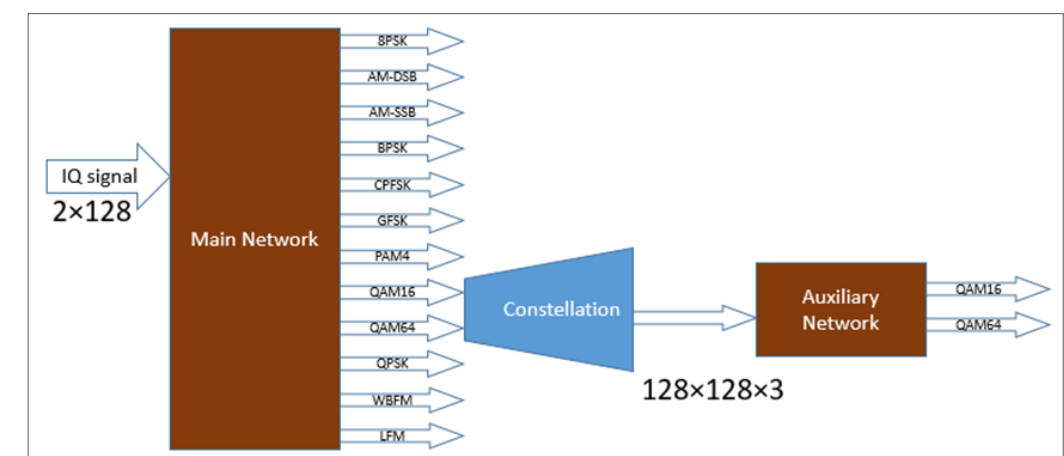 8PSK
AM-DSB
AM-SSB
BPSK
CPFSK
GFSK
PAM4
QAM16
QAM64
QPSK
WBFM
LFM
IQ signal
2×128
Main Network
Constellation
128×128×3
Auxiliary
Network
QAM16
QAM64